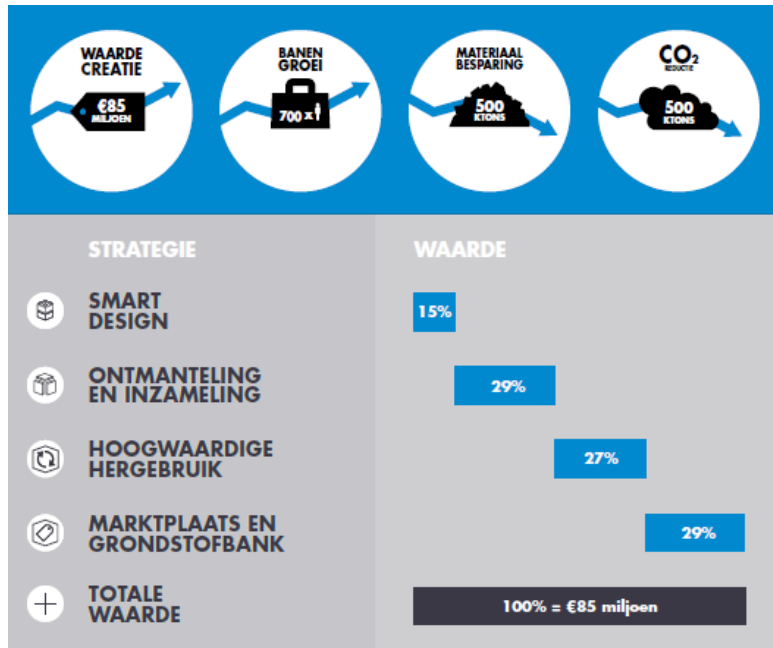 WAARDE
CREATIE
€85
MILJOEN
BANEN
GROEI
700 x
MATERIAAL
BESPARING
500
KTONS
CO₂
REDUCTIE
500
KTONS
STRATEGIE
WAARDE
SMART
DESIGN
15%
ONTMANTELING
EN INZAMELING
29%
HOOGWAARDIGE
HERGEBRUIK
27%
MARKTPLAATS EN
GRONDSTOFBANK
29%
TOTALE
WAARDE
100% = €85 miljoen